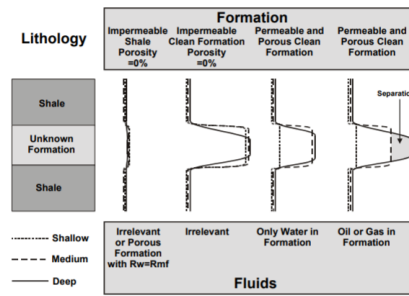 Formation
Lithology
Impermeable
Shale
Porosity
=0%
Impermeable
Clean Formation
Porosity
=0%
Permeable and
Porous Clean
Formation
Permeable and
Porous Clean
Formation
Separatio
Shale
Unknown
Formation
Shale
Shallow
Medium
Deep
Irrelevant
or Porous
Formation
with Rw=Rmf
Irrelevant
Only Water in
Formation
Oil or Gas in
Formation
Fluids